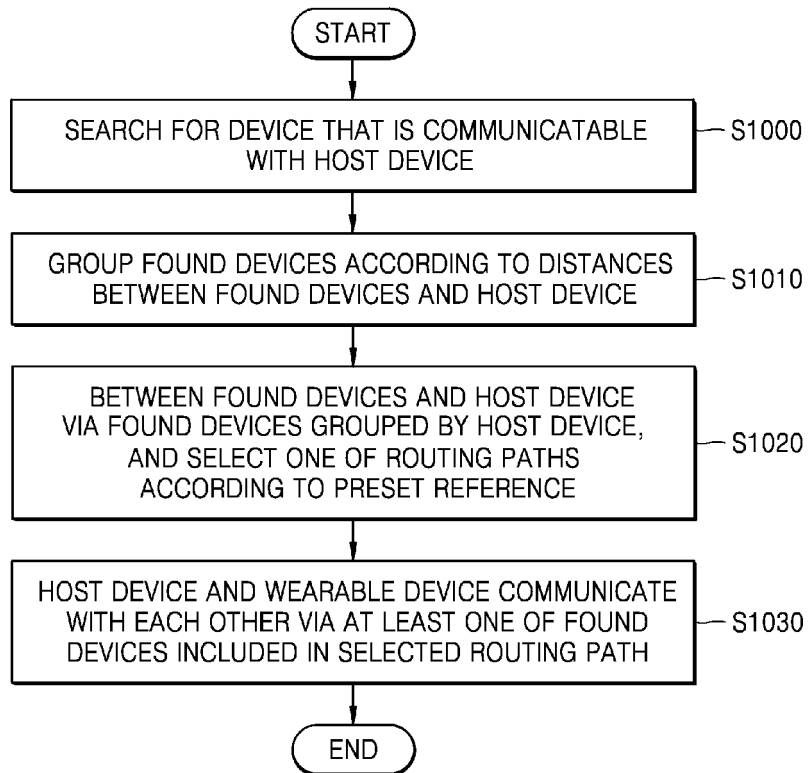 START
SEARCH FOR DEVICE THAT IS COMMUNICATABLE
WITH HOST DEVICE
S1000
GROUP FOUND DEVICES ACCORDING TO DISTANCES
BETWEEN FOUND DEVICES AND HOST DEVICE
S1010
BETWEEN FOUND DEVICES AND HOST DEVICE
VIA FOUND DEVICES GROUPED BY HOST DEVICE,
AND SELECT ONE OF ROUTING PATHS
ACCORDING TO PRESET REFERENCE
S1020
HOST DEVICE AND WEARABLE DEVICE COMMUNICATE
WITH EACH OTHER VIA AT LEAST ONE OF FOUND
DEVICES INCLUDED IN SELECTED ROUTING PATH
S1030
END